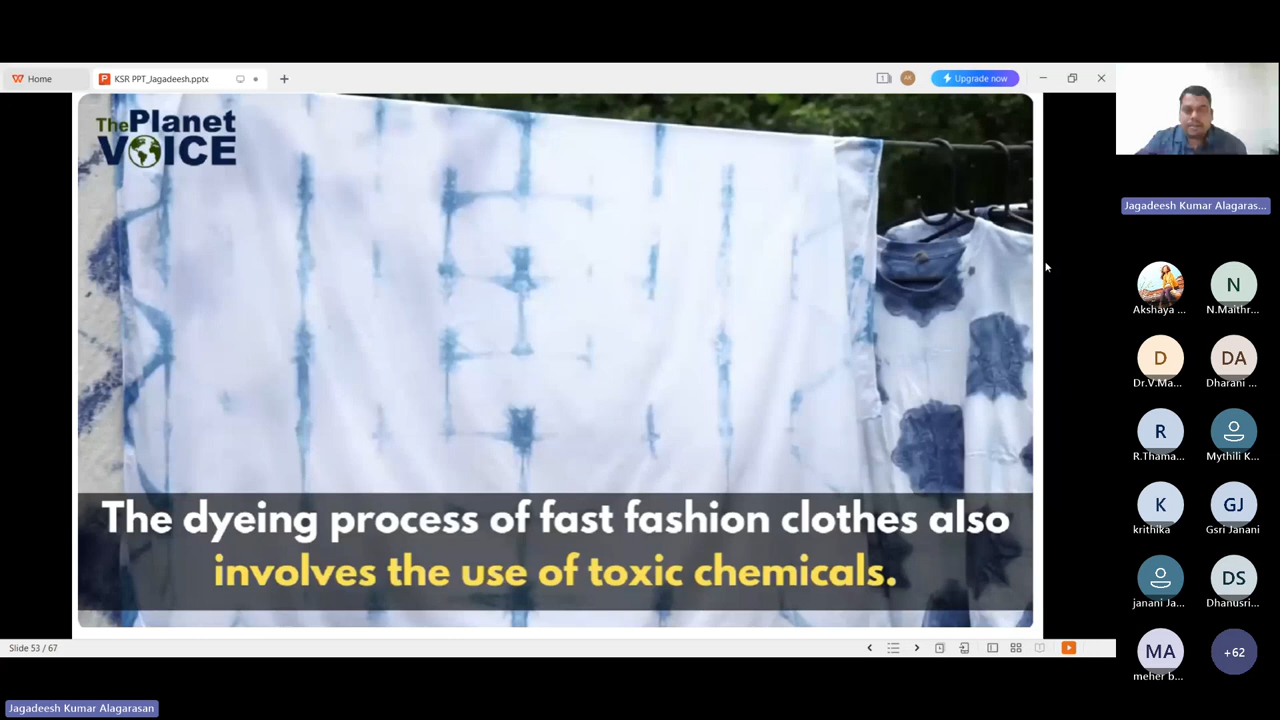 Home
KSR PPT_Jagadeesh.pptx
1
AK
Upgrade now
The Planet
VOICE
The dyeing process of fast fashion clothes also
involves the use of toxic chemicals.
Slide 53 / 67
Jagadeesh Kumar Alagaras...
Akshaya ...
N
N.Maithr...
D
Dr.V.Ma...
DA
Dharani ...
R
R.Thama...
Mythili K...
K
krithika
GJ
Gsri Janani
janani Ja...
DS
Dhanusri...
MA
meher b...
+62
Jagadeesh Kumar Alagarasan